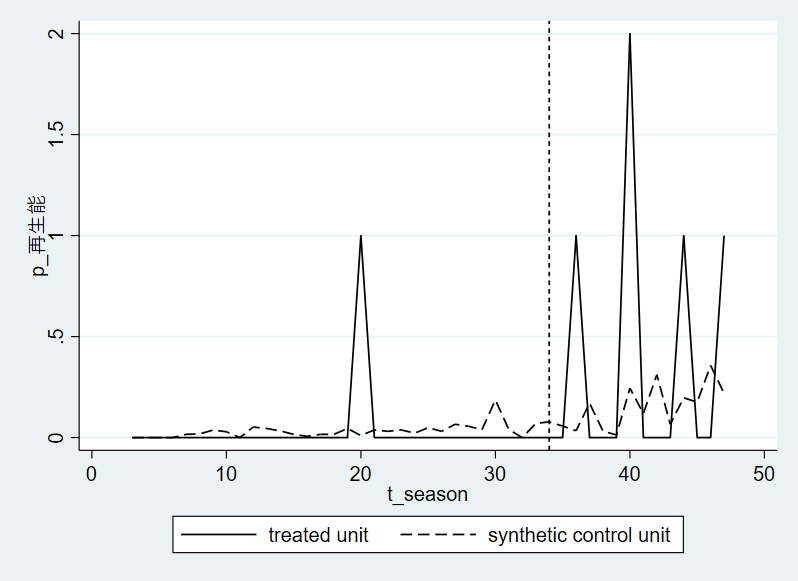 2
1.5
1
.5
0
p_再生能
0 10 20 30 40 50
t_season
treated unit synthetic control unit